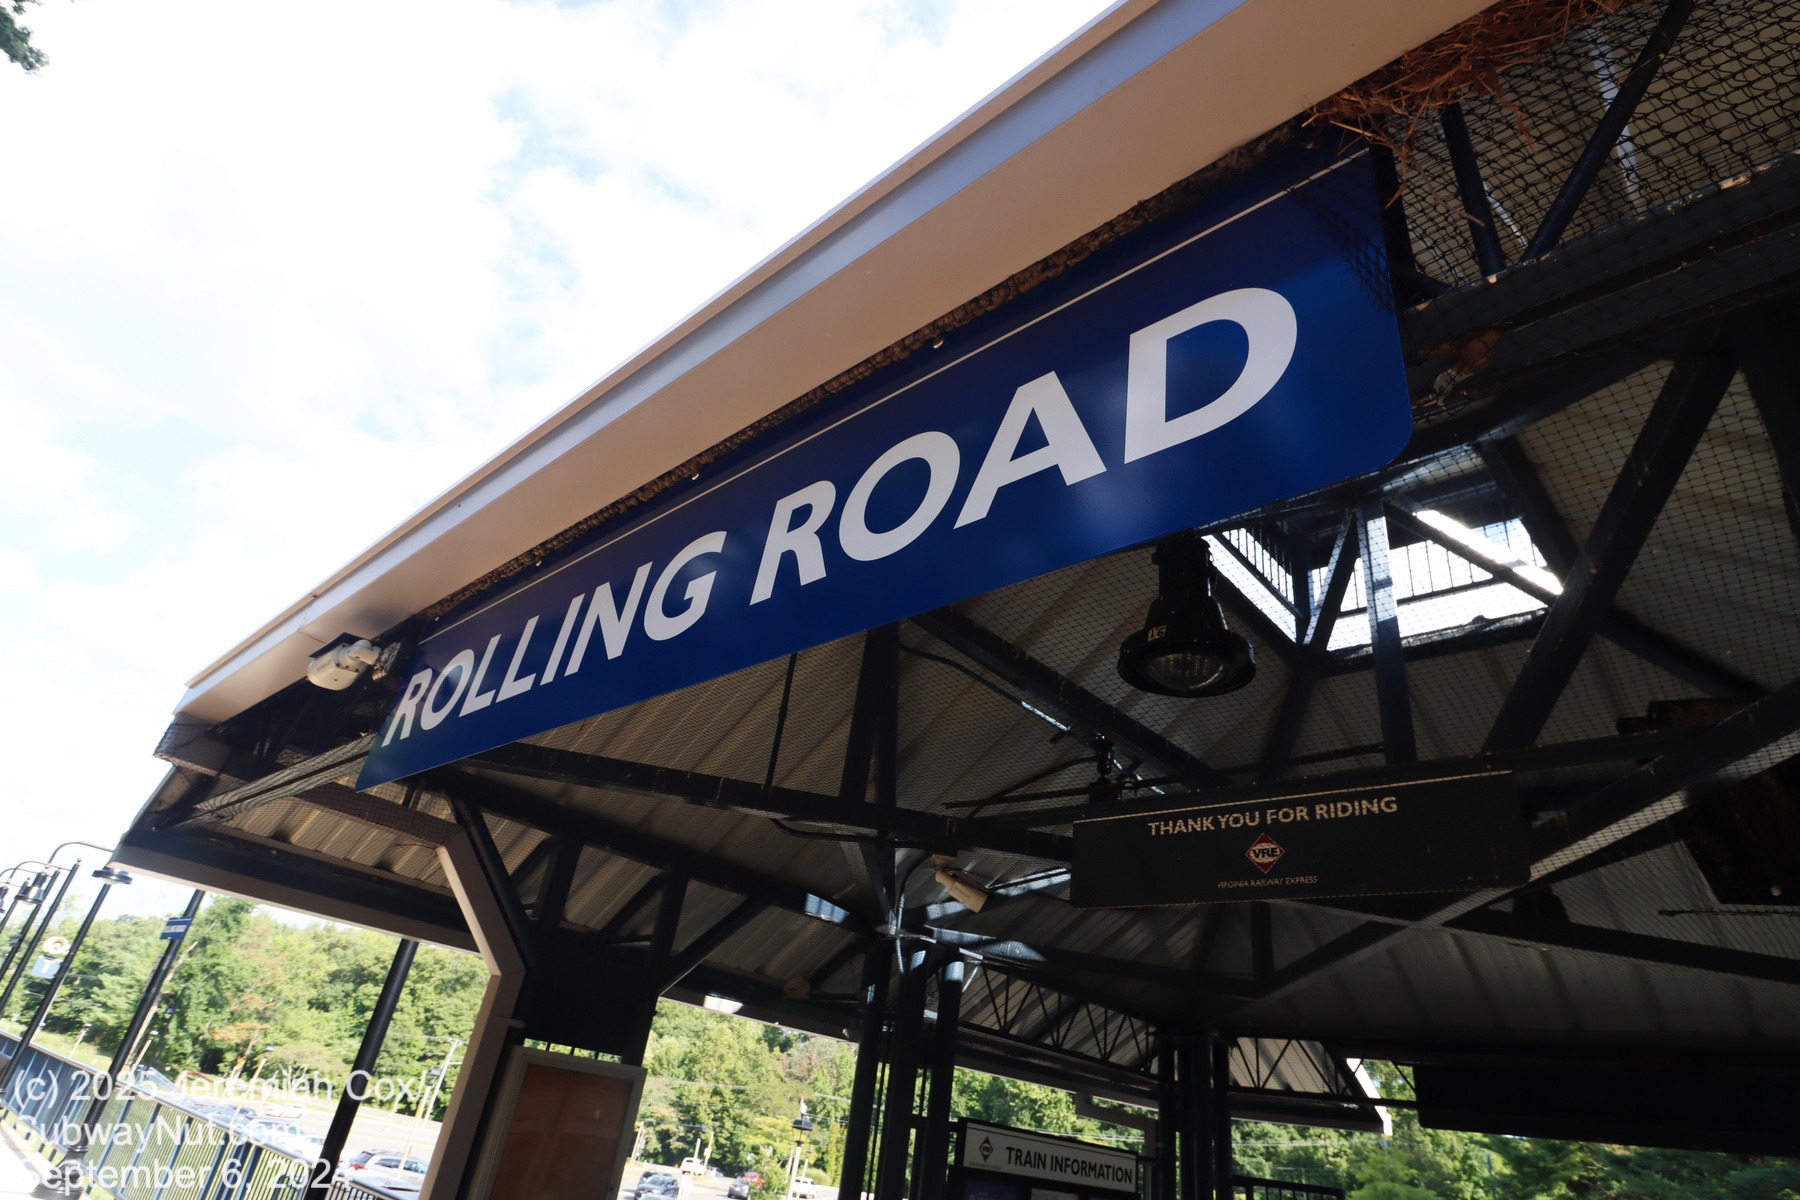 ROLLING ROAD
16
THANK YOU FOR RIDING
VRE
VIRGINIA RAILWAY EXPRESS
TRAIN INFORMATION
(c) 2025 Jeremiah Cox/
SubwayNut.com
September 6, 2024